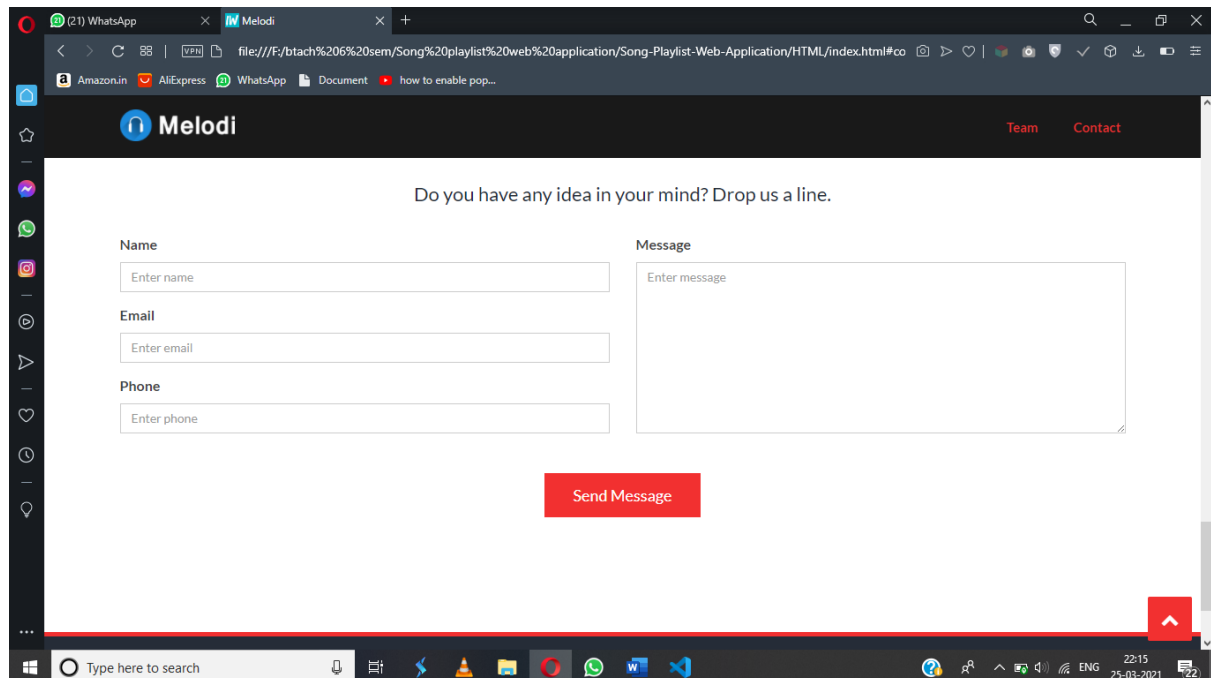 (21) WhatsApp
Melodi
VPN
file:///F:/btach%206%20sem/Song%20playlist%20web%20application/Song-Playlist-Web-Application/HTML/index.html#co
Amazon.in AliExpress WhatsApp Document how to enable pop...
Melodi
Team Contact
Do you have any idea in your mind? Drop us a line.
Name
Enter name
Email
Enter email
Phone
Enter phone
Message
Enter message
Send Message
Type here to search
ENG
22:15
25-03-2021
22